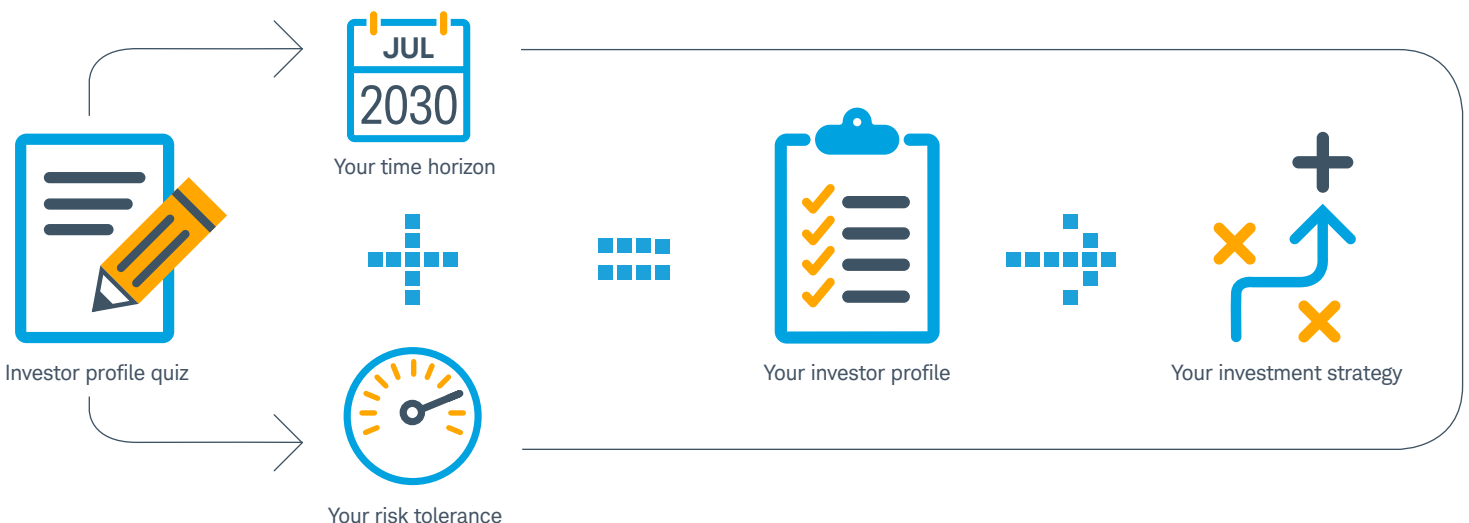 JUL
2030
Your time horizon
Investor profile quiz
Your investor profile
Your investment strategy
Your risk tolerance